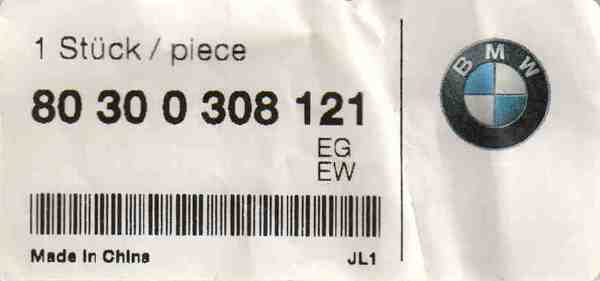 1 Stück / piece
80 30 0 308 121
EG
EW
Made In China
JL1
BMW